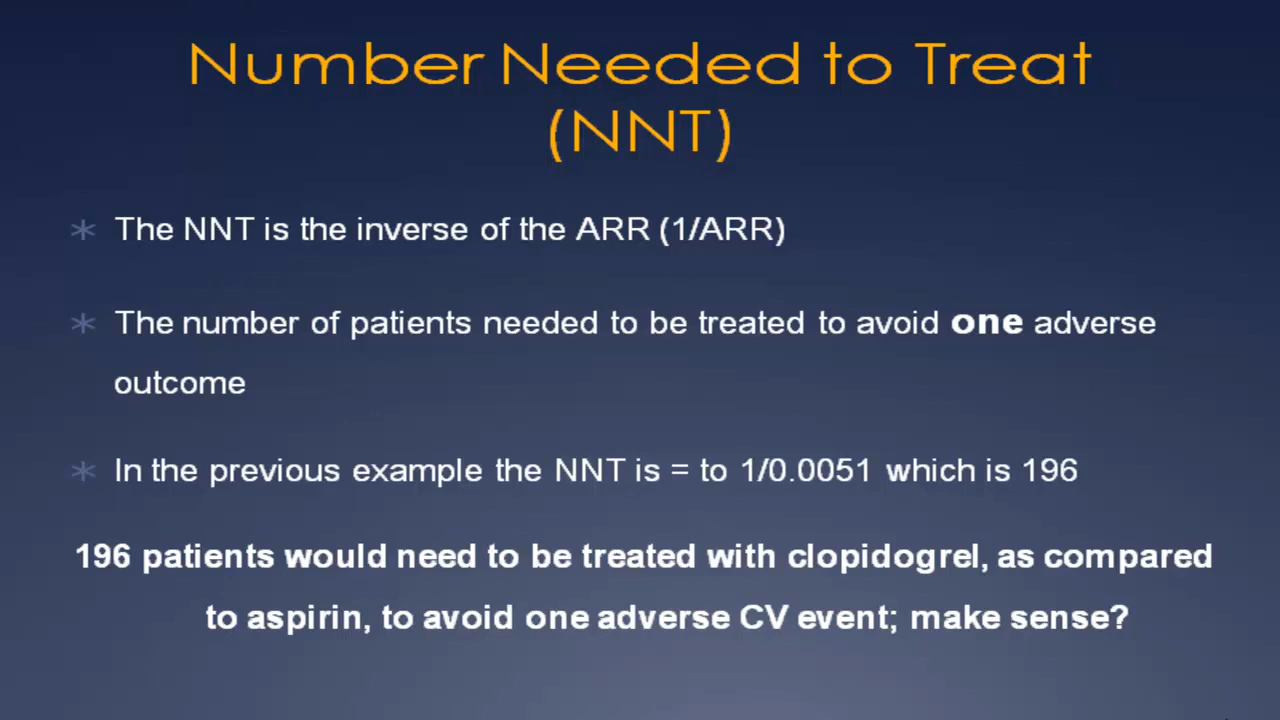 Number Needed to Treat
(NNT)
The NNT is the inverse of the ARR (1/ARR)
The number of patients needed to be treated to avoid one adverse
outcome
In the previous example the NNT is = to 1/0.0051 which is 196
196 patients would need to be treated with clopidogrel, as compared
to aspirin, to avoid one adverse CV event; make sense?